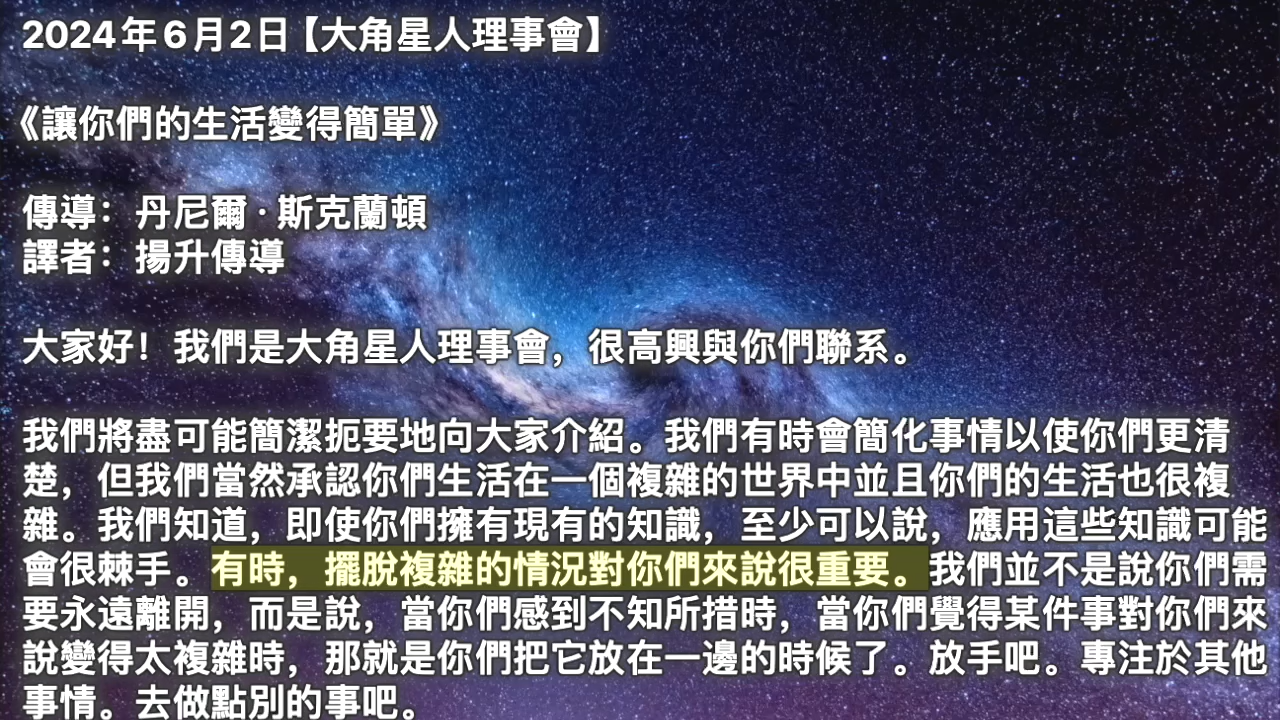 2024年6月2日【大角星人理事會】
《讓你們的生活變得簡單》
傳導：丹尼爾·斯克蘭頓
譯者：揚升傳導
大家好！我們是大角星人理事會，很高興與你們聯系。
我們將盡可能簡潔扼要地向大家介紹。我們有時會簡化事情以使你們更清
楚，但我們當然承認你們生活在一個複雜的世界中並且你們的生活也很複
雜。我們知道，即使你們擁有現有的知識，至少可以說，應用這些知識可能
會很棘手。有時，擺脫複雜的情況對你們來說很重要。我們並不是說你們需
要永遠離開，而是說，當你們感到不知所措時，當你們覺得某件事對你們來
說變得太複雜時，那就是你們把它放在一邊的時候了。放手吧。專注於其他
事情。去做點別的事吧。